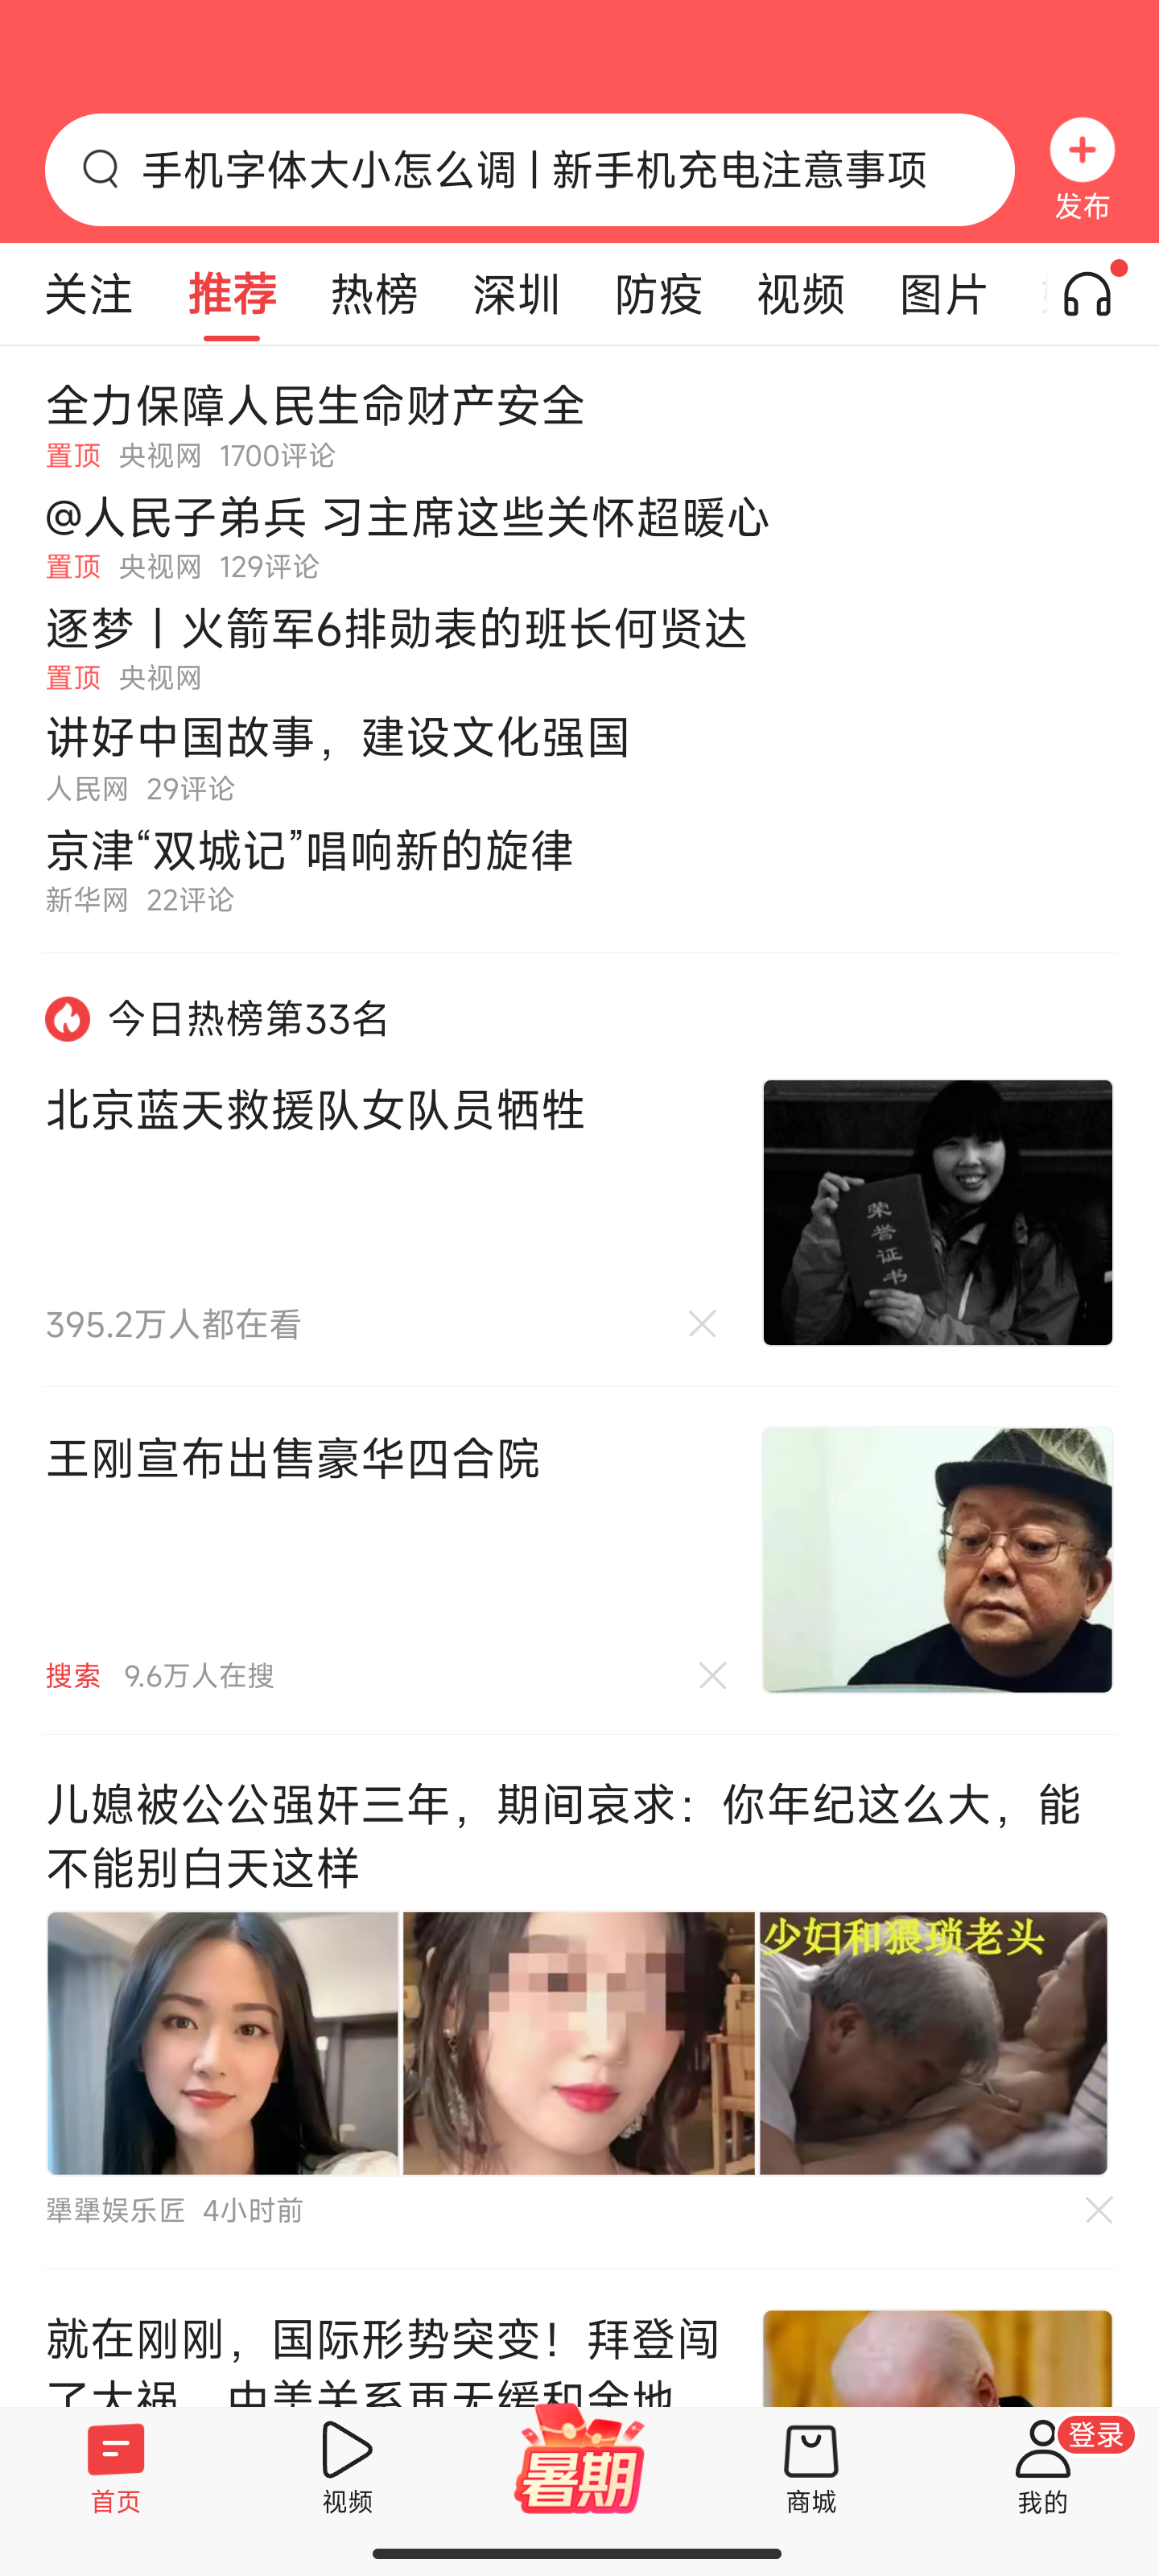 手机字体大小怎么调 | 新手机充电注意事项
发布
关注 推荐 热榜 深圳 防疫 视频 图片
全力保障人民生命财产安全
置顶 央视网 1700评论
@人民子弟兵 习主席这些关怀超暖心
置顶 央视网 129评论
逐梦丨火箭军6排勋表的班长何贤达
置顶 央视网
讲好中国故事，建设文化强国
人民网 29评论
京津“双城记”唱响新的旋律
新华网 22评论
今日热榜第33名
北京蓝天救援队女队员牺牲
荣誉证书
395.2万人都在看
王刚宣布出售豪华四合院
搜索 9.6万人在搜
儿媳被公公强奸三年，期间哀求：你年纪这么大，能
不能别白天这样
少妇和猥琐老头
犟犟娱乐匠 4小时前
就在刚刚，国际形势突变！拜登闯
了大祸，中美关系再无缓和余地
登录
首页 视频 暑期 商城 我的